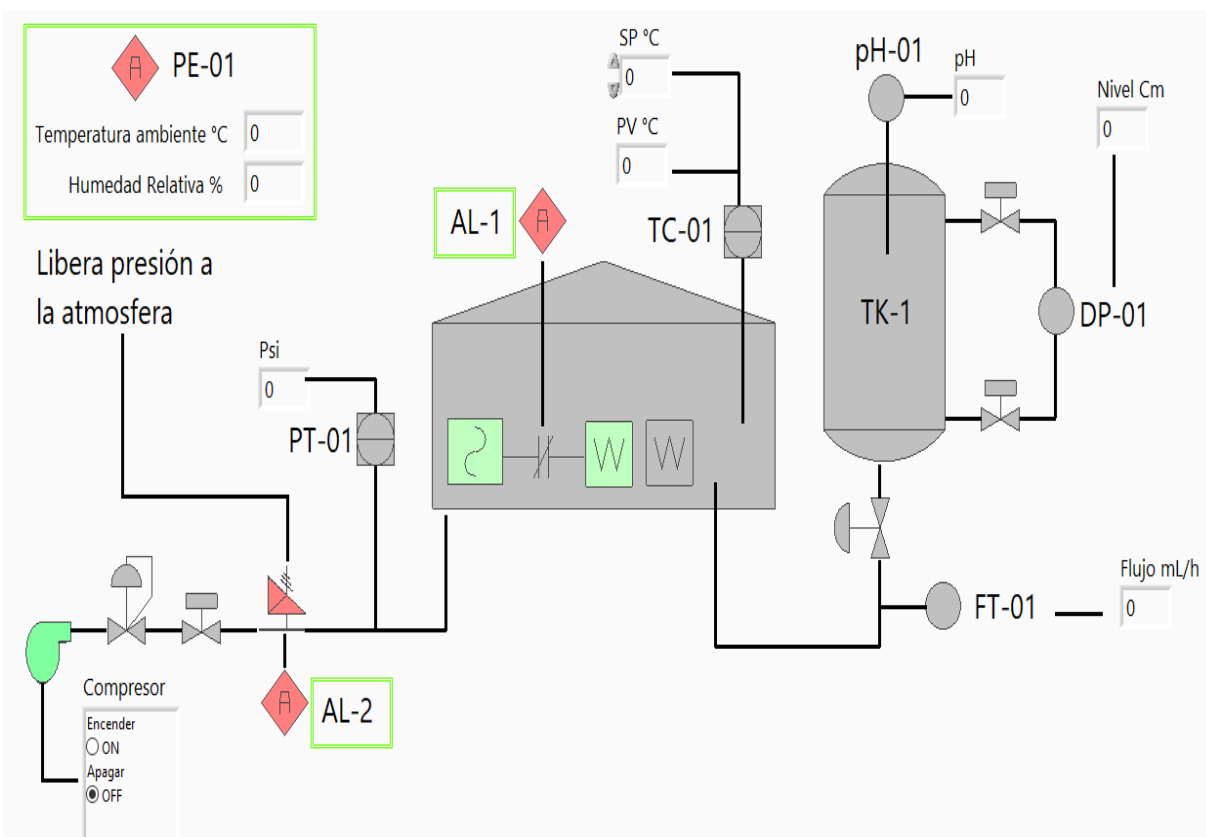 A
PE-01
Temperatura ambiente °C 0
Humedad Relativa % 0
SP °C
0
PV °C
0
pH-01
pH
0
Nivel Cm
0
AL-1
A
TC-01
Libera presión a
la atmosfera
TK-1
DP-01
Psi
0
PT-01
Flujo mL/h
FT-01
0
Compresor
Encender
ON
Apagar
OFF
A
AL-2